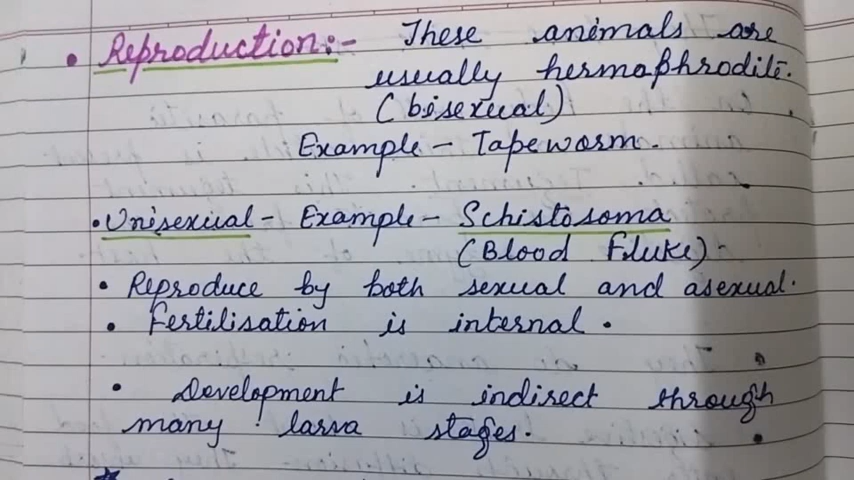 • Reproduction:- These animals are
usually hermaphrodite.
(bisexual)
Example - Tapeworm.
• Unisexual - Example - Schistosoma
(Blood Fluke).
• Reproduce by both sexual and asexual.
• Fertilisation is internal.
• Development is indirect through
many larva stages.